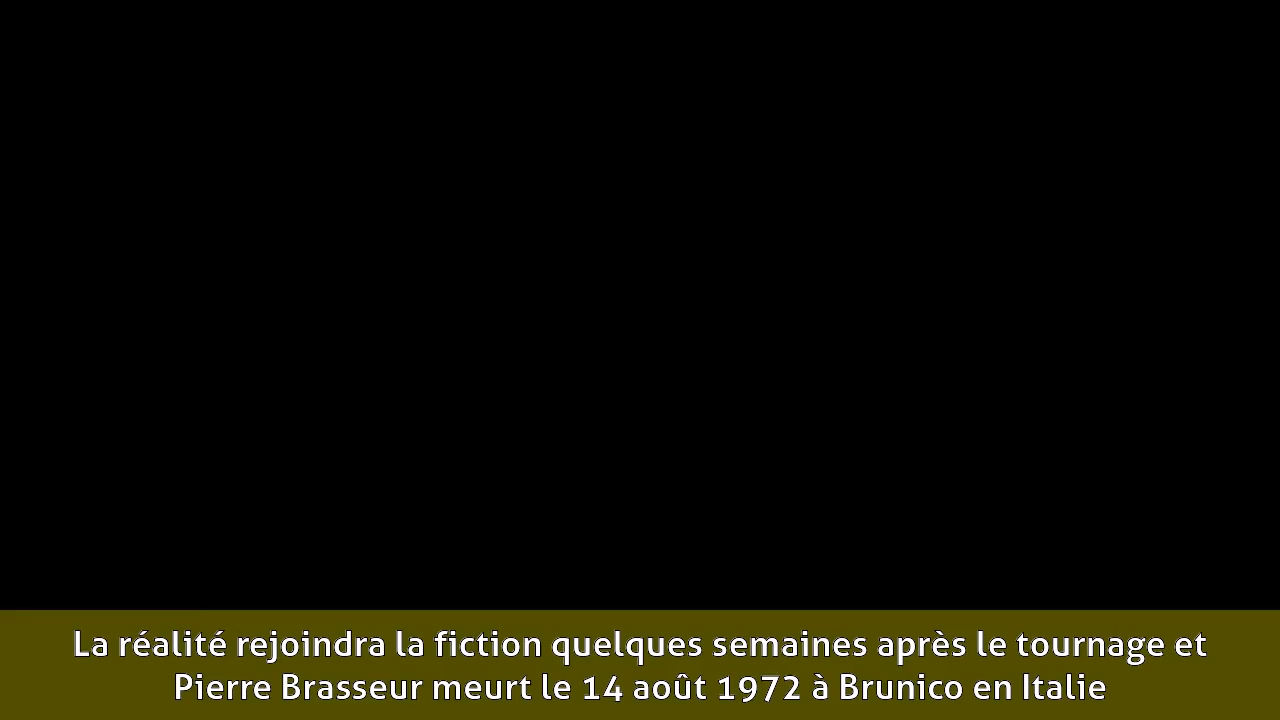 La réalité rejoindra la fiction quelques semaines après le tournage et
Pierre Brasseur meurt le 14 août 1972 à Brunico en Italie